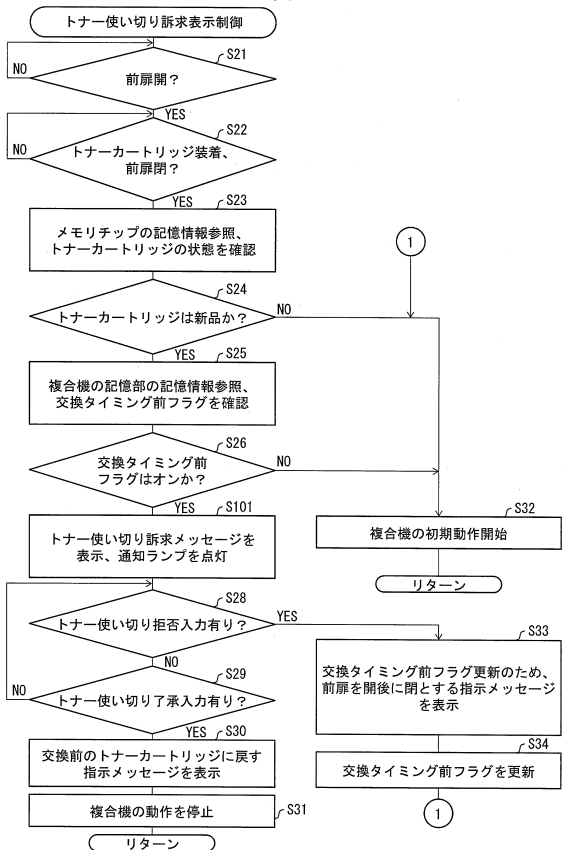 トナー使い切り訴求表示制御
S21
前扉開？
NO
YES
S22
トナーカートリッジ装着、
前扉閉？
NO
YES
S23
メモリチップの記憶情報参照、
トナーカートリッジの状態を確認
1
S24
トナーカートリッジは新品か？
NO
YES
S25
複合機の記憶部の記憶情報参照、
交換タイミング前フラグを確認
S26
交換タイミング前
フラグはオンか？
NO
YES
S101
トナー使い切り訴求メッセージを
表示、通知ランプを点灯
S32
複合機の初期動作開始
リターン
S28
トナー使い切り拒否入力有り？
YES
NO
S33
交換タイミング前フラグ更新のため、
前扉を開後に閉とする指示メッセージ
を表示
S29
トナー使い切り了承入力有り？
NO
YES
S30
交換前のトナーカートリッジに戻す
指示メッセージを表示
S34
交換タイミング前フラグを更新
S31
複合機の動作を停止
1
リターン